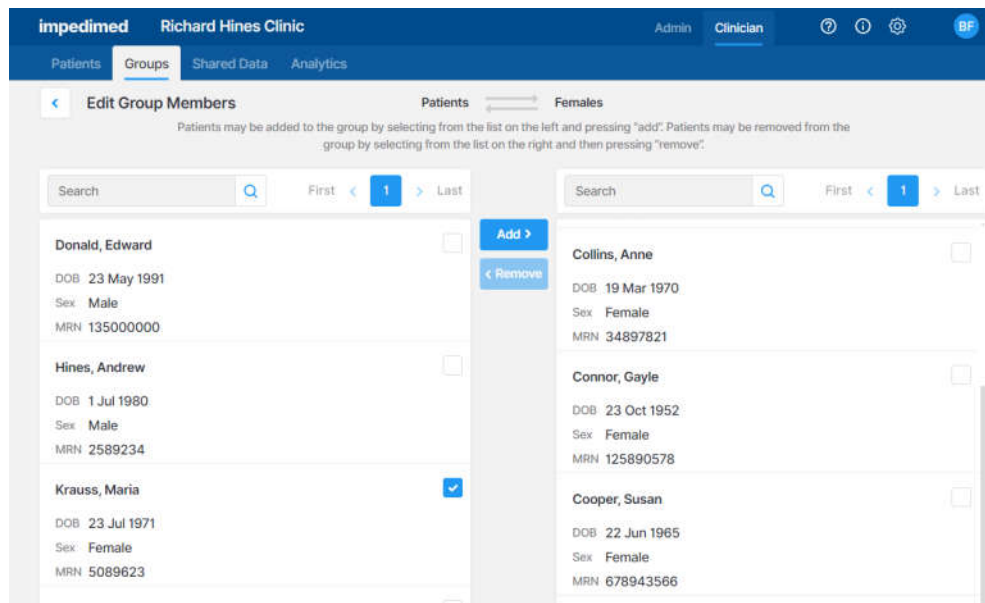 impedimed Richard Hines Clinic Admin Clinician BF
Patients Groups Shared Data Analytics
Edit Group Members Patients Females
Patients may be added to the group by selecting from the list on the left and pressing "add". Patients may be removed from the
group by selecting from the list on the right and then pressing "remove".
Search First < 1 > Last
Donald, Edward
DOB 23 May 1991
Sex Male
MRN 135000000
Hines, Andrew
DOB 1 Jul 1980
Sex Male
MRN 2589234
Krauss, Maria
DOB 23 Jul 1971
Sex Female
MRN 5089623
Add >
< Remove
Search First < 1 > Last
Collins, Anne
DOB 19 Mar 1970
Sex Female
MRN 34897821
Connor, Gayle
DOB 23 Oct 1952
Sex Female
MRN 125890578
Cooper, Susan
DOB 22 Jun 1965
Sex Female
MRN 678943566